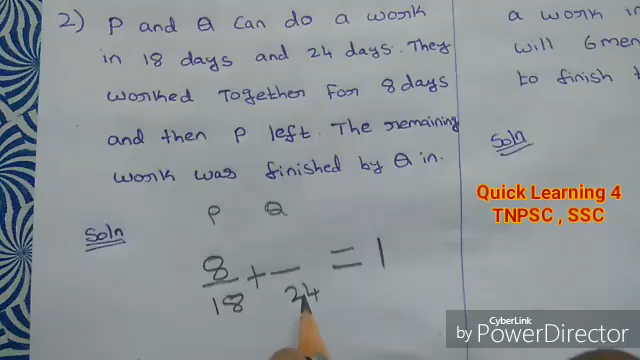 2) P and Q can do a work
in 18 days and 24 days. They
worked together for 8 days
and then P left. The remaining
work was finished by Q in.
P Q
Soln
8/18 + /24 = 1
a work in
will 6 men
to finish
Soln
Quick Learning 4
TNPSC , SSC
CyberLink
by PowerDirector